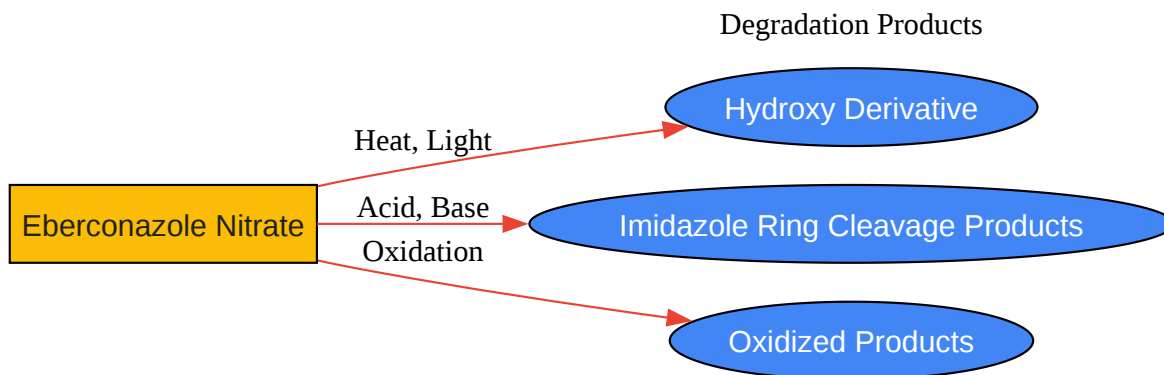 Degradation Products
Hydroxy Derivative
Heat, Light
Eberconazole Nitrate
Acid, Base
Imidazole Ring Cleavage Products
Oxidation
Oxidized Products